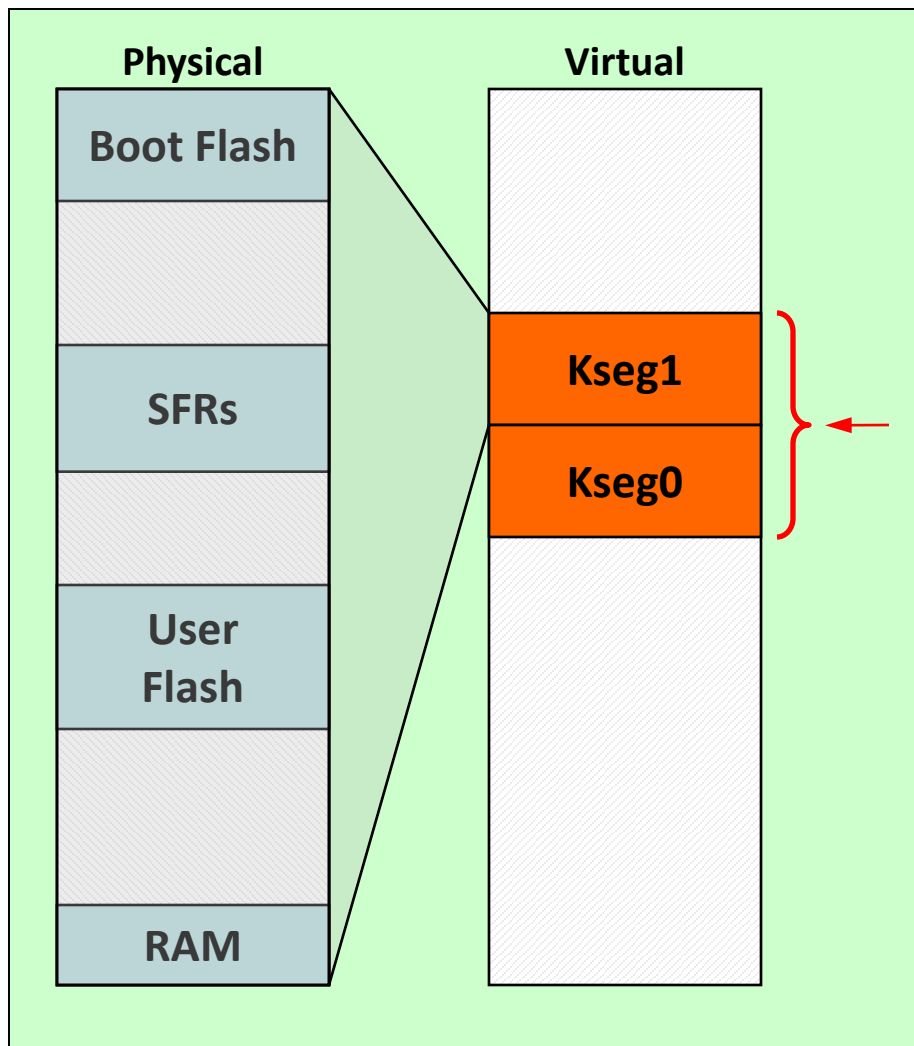 Physical
Virtual
Boot Flash
SFRs
User
Flash
RAM
Kseg1
Kseg0